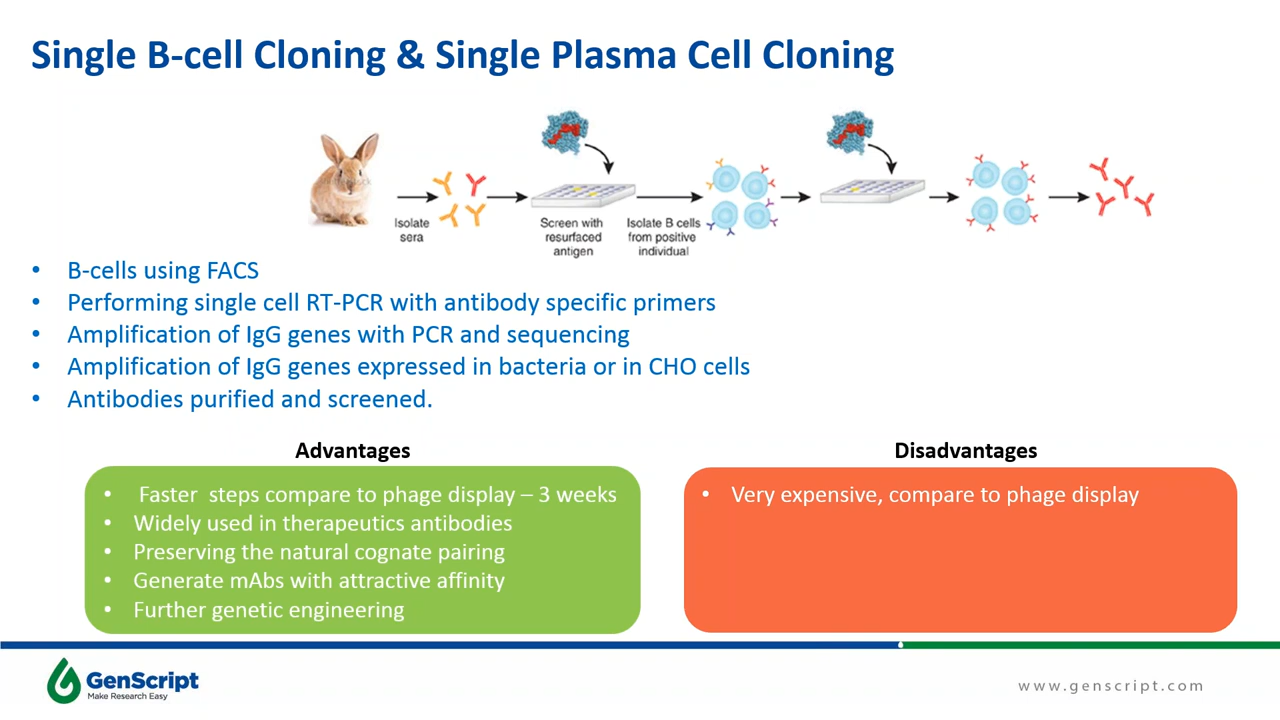 Single B-cell Cloning & Single Plasma Cell Cloning
Isolate
sera
Screen with
resurfaced
antigen
Isolate B cells
from positive
individual
• B-cells using FACS
• Performing single cell RT-PCR with antibody specific primers
• Amplification of IgG genes with PCR and sequencing
• Amplification of IgG genes expressed in bacteria or in CHO cells
• Antibodies purified and screened.
Advantages
• Faster steps compare to phage display – 3 weeks
• Widely used in therapeutics antibodies
• Preserving the natural cognate pairing
• Generate mAbs with attractive affinity
• Further genetic engineering
Disadvantages
• Very expensive, compare to phage display
GenScript
Make Research Easy
www.genscript.com